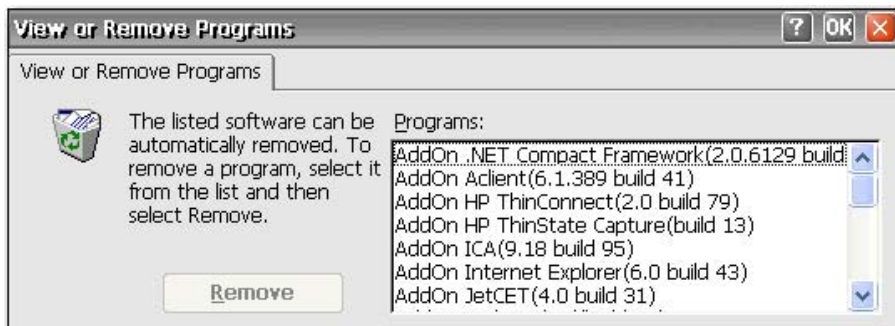 View or Remove Programs
? OK
View or Remove Programs
The listed software can be
automatically removed. To
remove a program, select it
from the list and then
select Remove.
Remove
Programs:
AddOn .NET Compact Framework(2.0.6129 build
AddOn Aclient(6.1.389 build 41)
AddOn HP ThinConnect(2.0 build 79)
AddOn HP ThinState Capture(build 13)
AddOn ICA(9.18 build 95)
AddOn Internet Explorer(6.0 build 43)
AddOn JetCET(4.0 build 31)